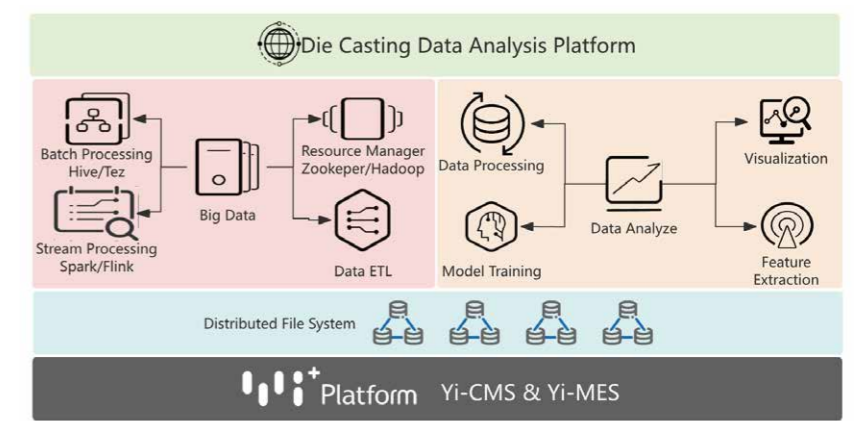 Die Casting Data Analysis Platform
Batch Processing
Hive/Tez
Stream Processing
Spark/Flink
Big Data
Resource Manager
Zookeper/Hadoop
Data ETL
Data Processing
Model Training
Data Analyze
Visualization
Feature
Extraction
Distributed File System
Platform Yi-CMS & Yi-MES